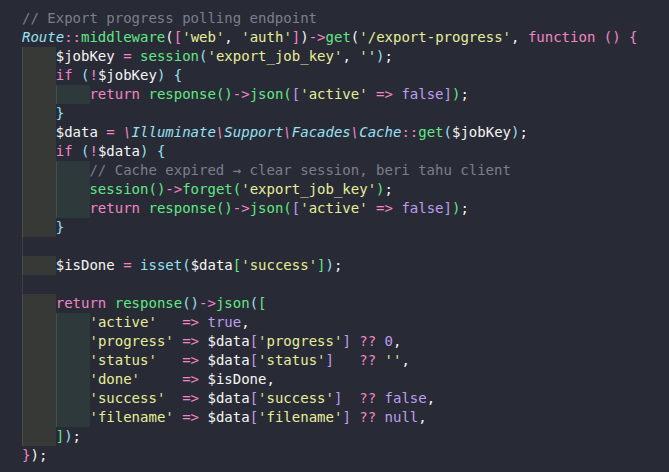 // Export progress polling endpoint
Route::middleware(['web', 'auth'])->get('/export-progress', function () {
    $jobKey = session('export_job_key', '');
    if (!$jobKey) {
        return response()->json(['active' => false]);
    }
    $data = \Illuminate\Support\Facades\Cache::get($jobKey);
    if (!$data) {
        // Cache expired → clear session, beri tahu client
        session()->forget('export_job_key');
        return response()->json(['active' => false]);
    }

    $isDone = isset($data['success']);

    return response()->json([
        'active'   => true,
        'progress' => $data['progress'] ?? 0,
        'status'   => $data['status']   ?? '',
        'done'     => $isDone,
        'success'  => $data['success']  ?? false,
        'filename' => $data['filename'] ?? null,
    ]);
});